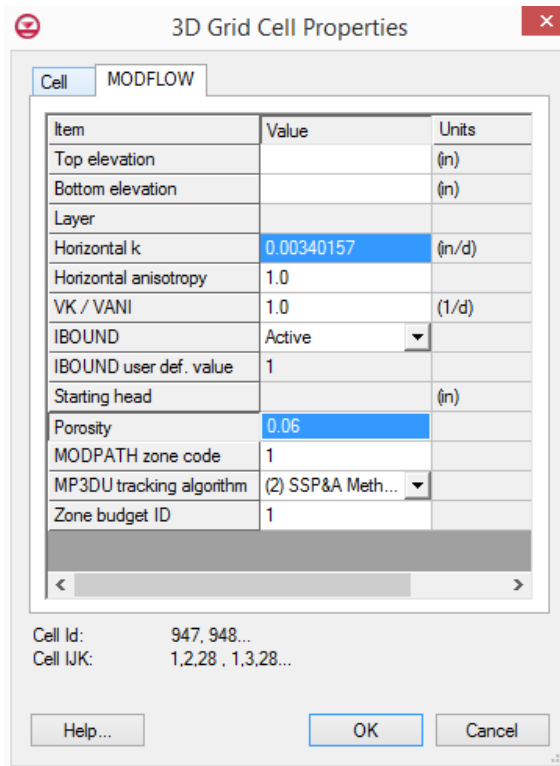 3D Grid Cell Properties
Cell MODFLOW
Item Value Units
Top elevation (in)
Bottom elevation (in)
Layer
Horizontal k 0.00340157 (in/d)
Horizontal anisotropy 1.0
VK / VANI 1.0 (1/d)
IBOUND Active
IBOUND user def. value 1
Starting head (in)
Porosity 0.06
MODPATH zone code 1
MP3DU tracking algorithm (2) SSP&A Meth...
Zone budget ID 1
Cell Id: 947, 948...
Cell IJK: 1,2,28 , 1,3,28...
Help... OK Cancel